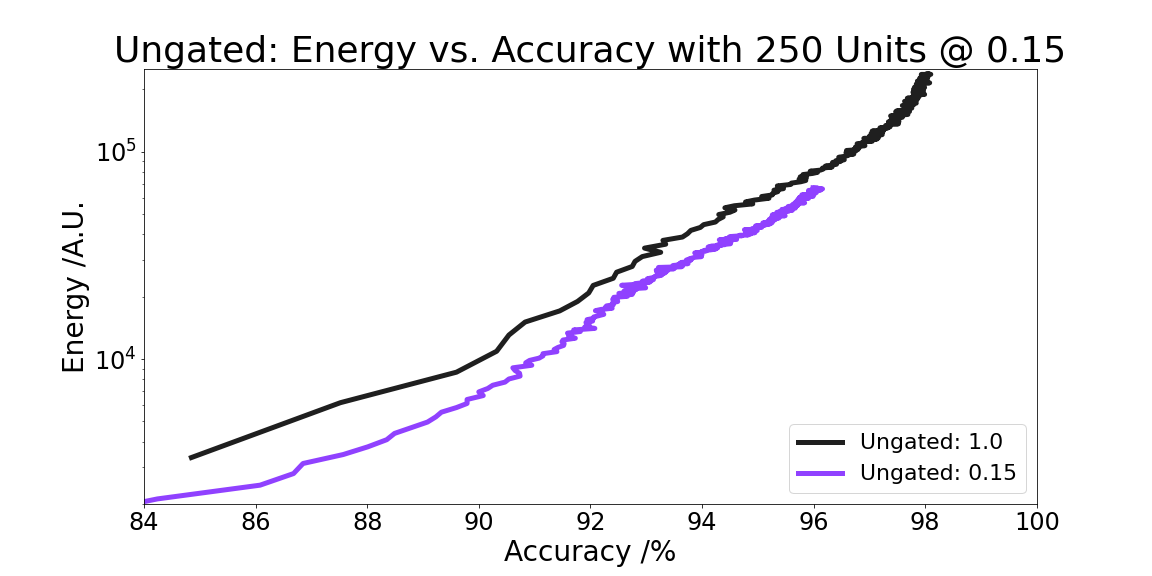 Ungated: Energy vs. Accuracy with 250 Units @ 0.15
10^5
10^4
Energy /A.U.
Ungated: 1.0
Ungated: 0.15
84 86 88 90 92 94 96 98 100
Accuracy /%